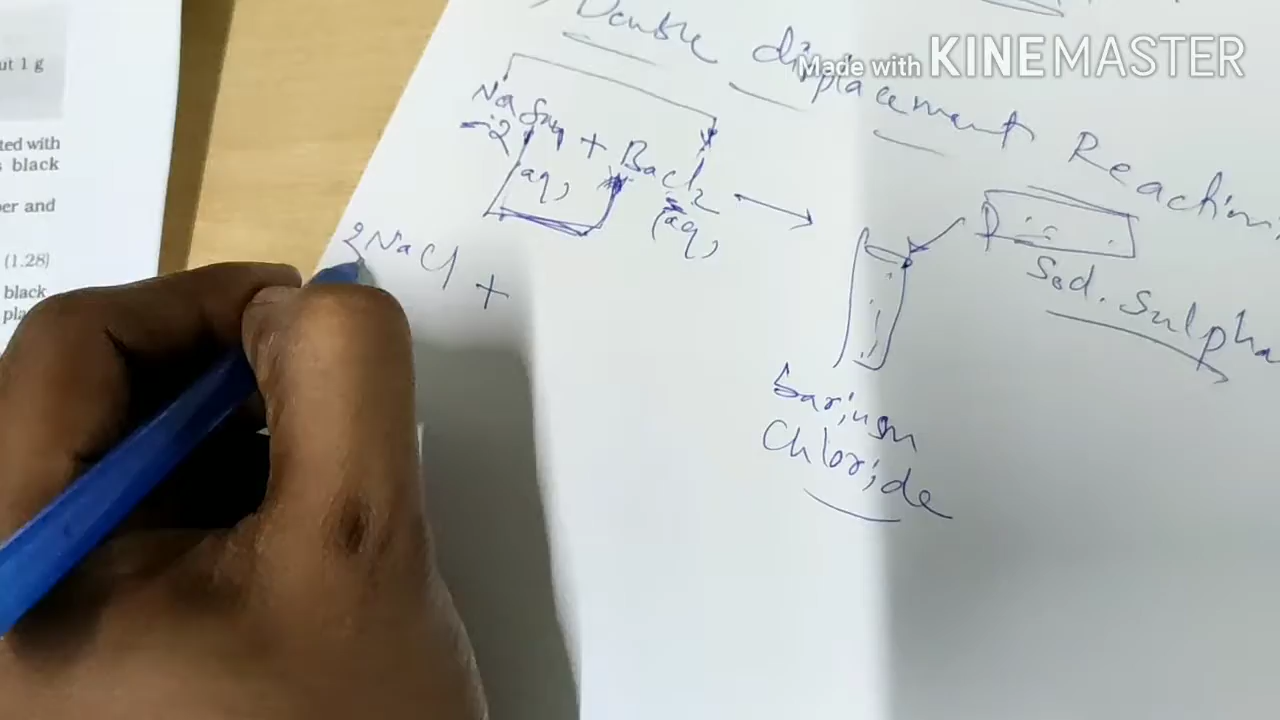 Made with KINEMASTER
Double displacement Reaction
Na2SO4 + BaCl2 →
(aq) (aq)
2NaCl +
Sod. Sulpha
barium
Chloride
ut 1 g
ted with
black
per and
(1.28)
black
pla